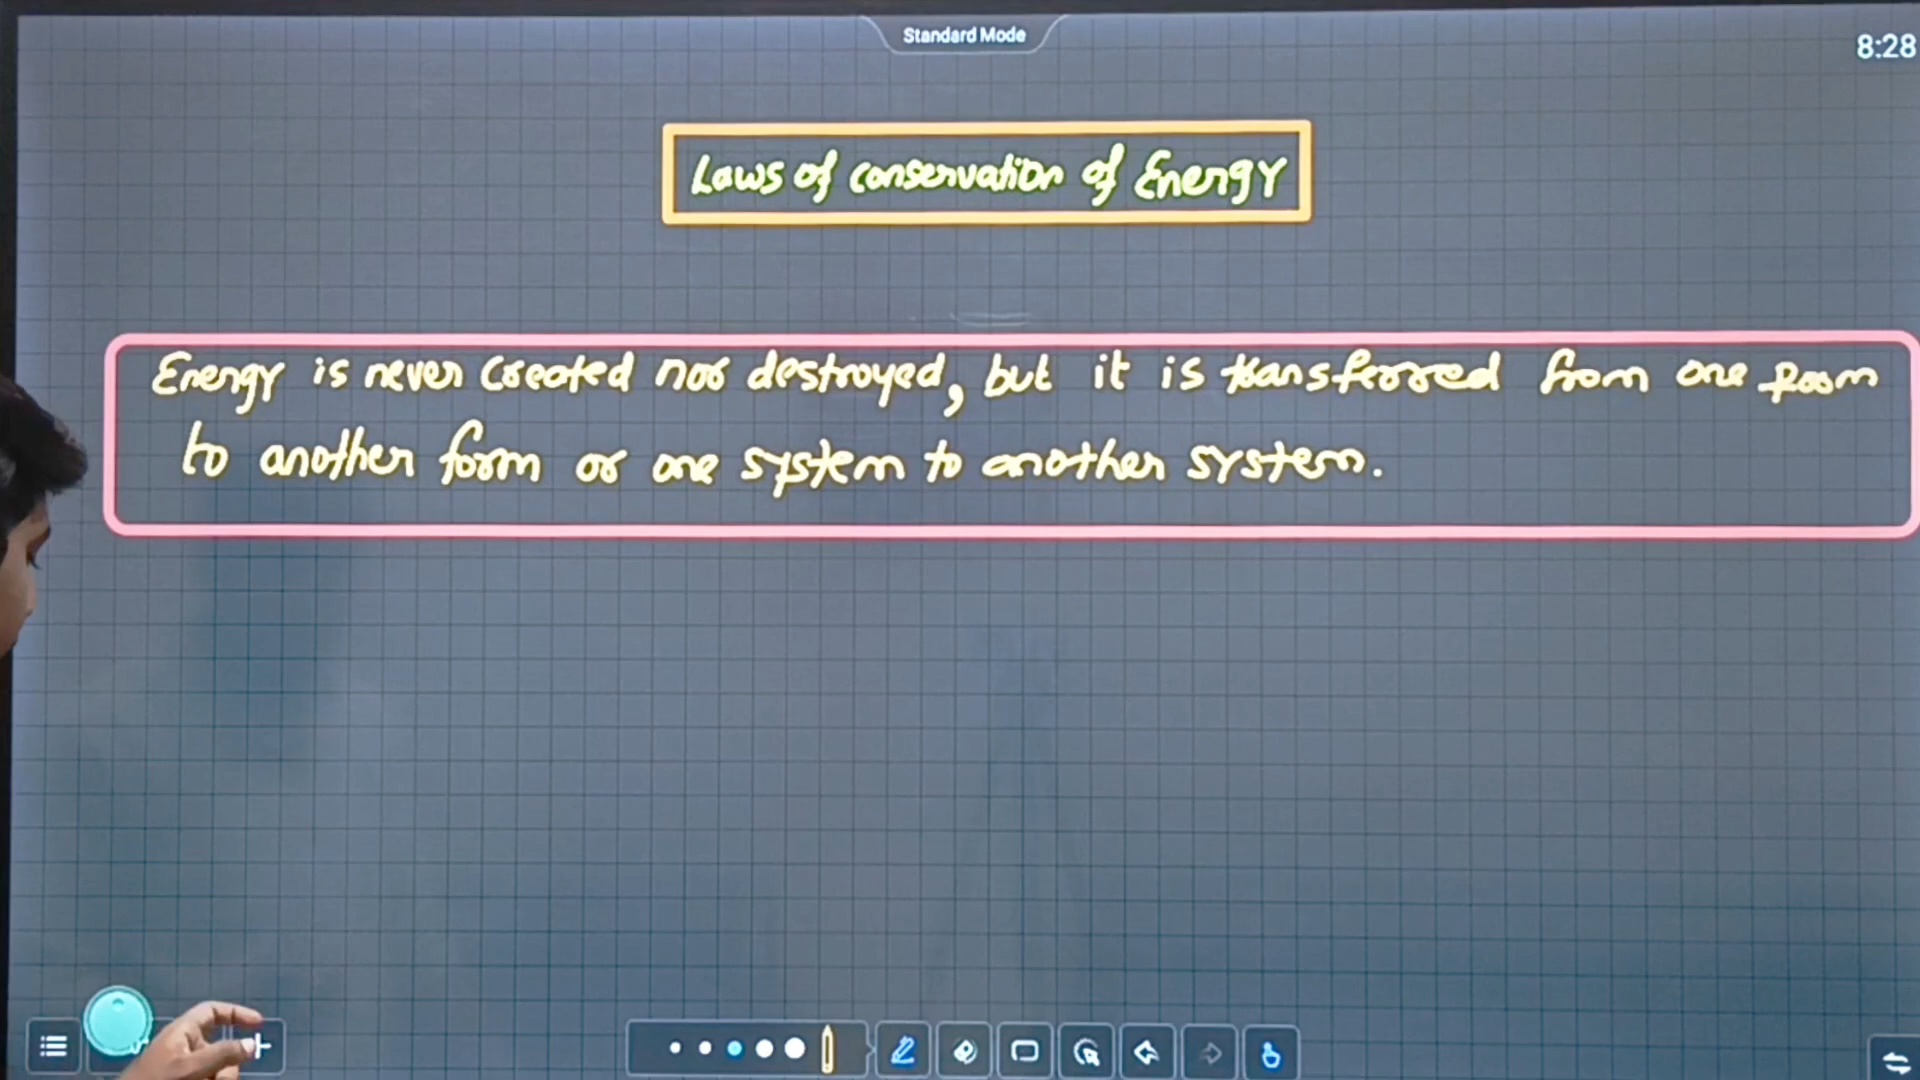 Standard Mode
8:28
Laws of conservation of Energy
Energy is never created nor destroyed, but it is transferred from one form
to another form or one system to another system.